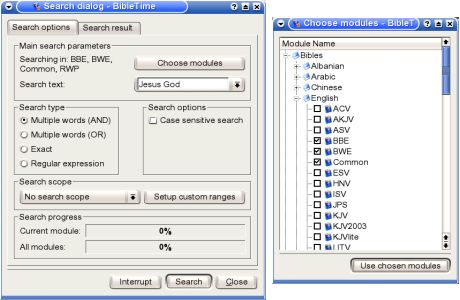 Search dialog - BibleTime
Search options
Search result
Main search parameters
Searching in: BBE, BWE,
Common, RWP
Choose modules
Search text:
Jesus God
Search type
Multiple words (AND)
Multiple words (OR)
Exact
Regular expression
Search options
Case sensitive search
Search scope
No search scope
Setup custom ranges
Search progress
Current module:
0%
All modules:
0%
Interrupt
Search
Close
Choose modules - BibleT
Module Name
Bibles
Albanian
Arabic
Chinese
English
ACV
AKJV
ASV
BBE
BWE
Common
ESV
HNV
ISV
JPS
KJV
KJV2003
KJVlite
LITV
Use chosen modules